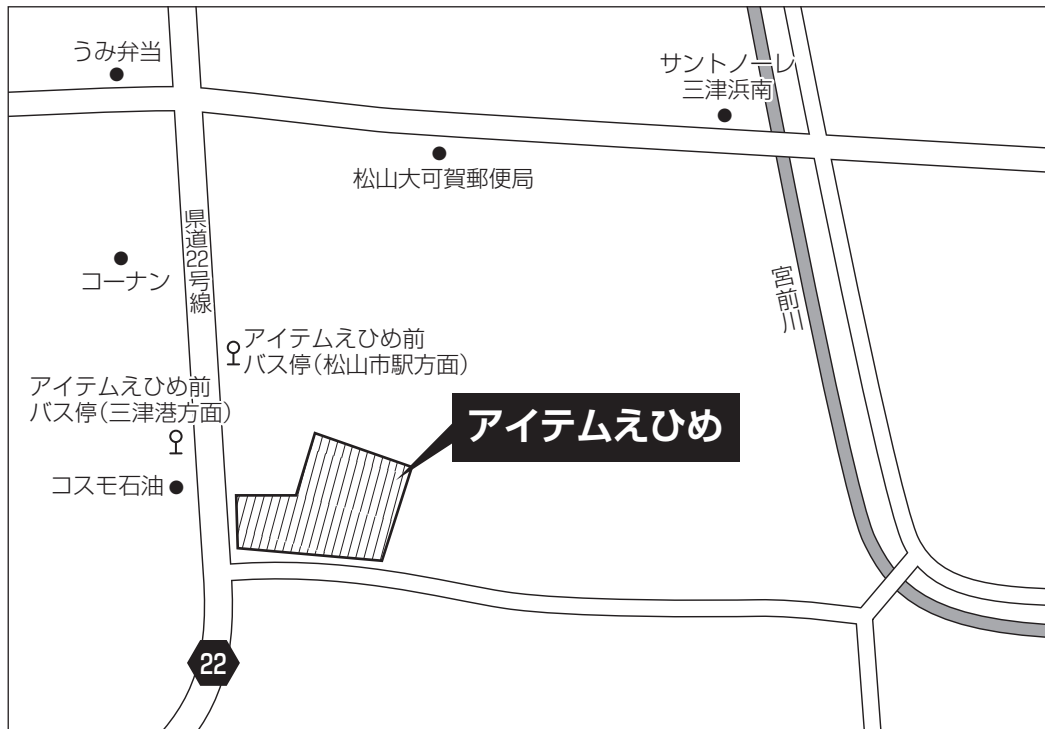 うみ弁当
サントノーレ
三津浜南
松山大可賀郵便局
県道22号線
コーナン
宮前川
アイテムえひめ前
バス停(松山市駅方面)
アイテムえひめ前
バス停(三津港方面)
アイテムえひめ
コスモ石油
22